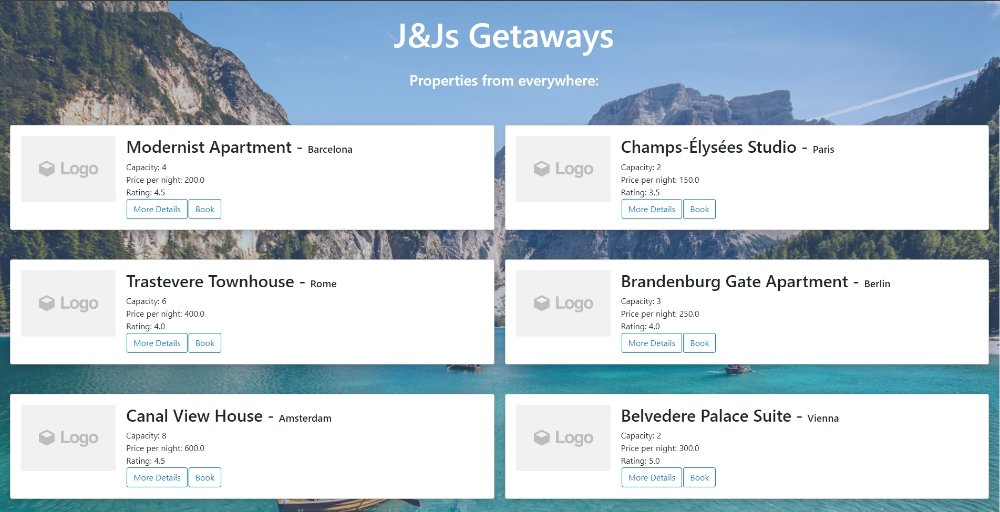 J&Js Getaways
Properties from everywhere:
Logo
Modernist Apartment - Barcelona
Capacity: 4
Price per night: 200.0
Rating: 4.5
More Details Book
Logo
Champs-Élysées Studio - Paris
Capacity: 2
Price per night: 150.0
Rating: 3.5
More Details Book
Logo
Trastevere Townhouse - Rome
Capacity: 6
Price per night: 400.0
Rating: 4.0
More Details Book
Logo
Brandenburg Gate Apartment - Berlin
Capacity: 3
Price per night: 250.0
Rating: 4.0
More Details Book
Logo
Canal View House - Amsterdam
Capacity: 8
Price per night: 600.0
Rating: 4.5
More Details Book
Logo
Belvedere Palace Suite - Vienna
Capacity: 2
Price per night: 300.0
Rating: 5.0
More Details Book